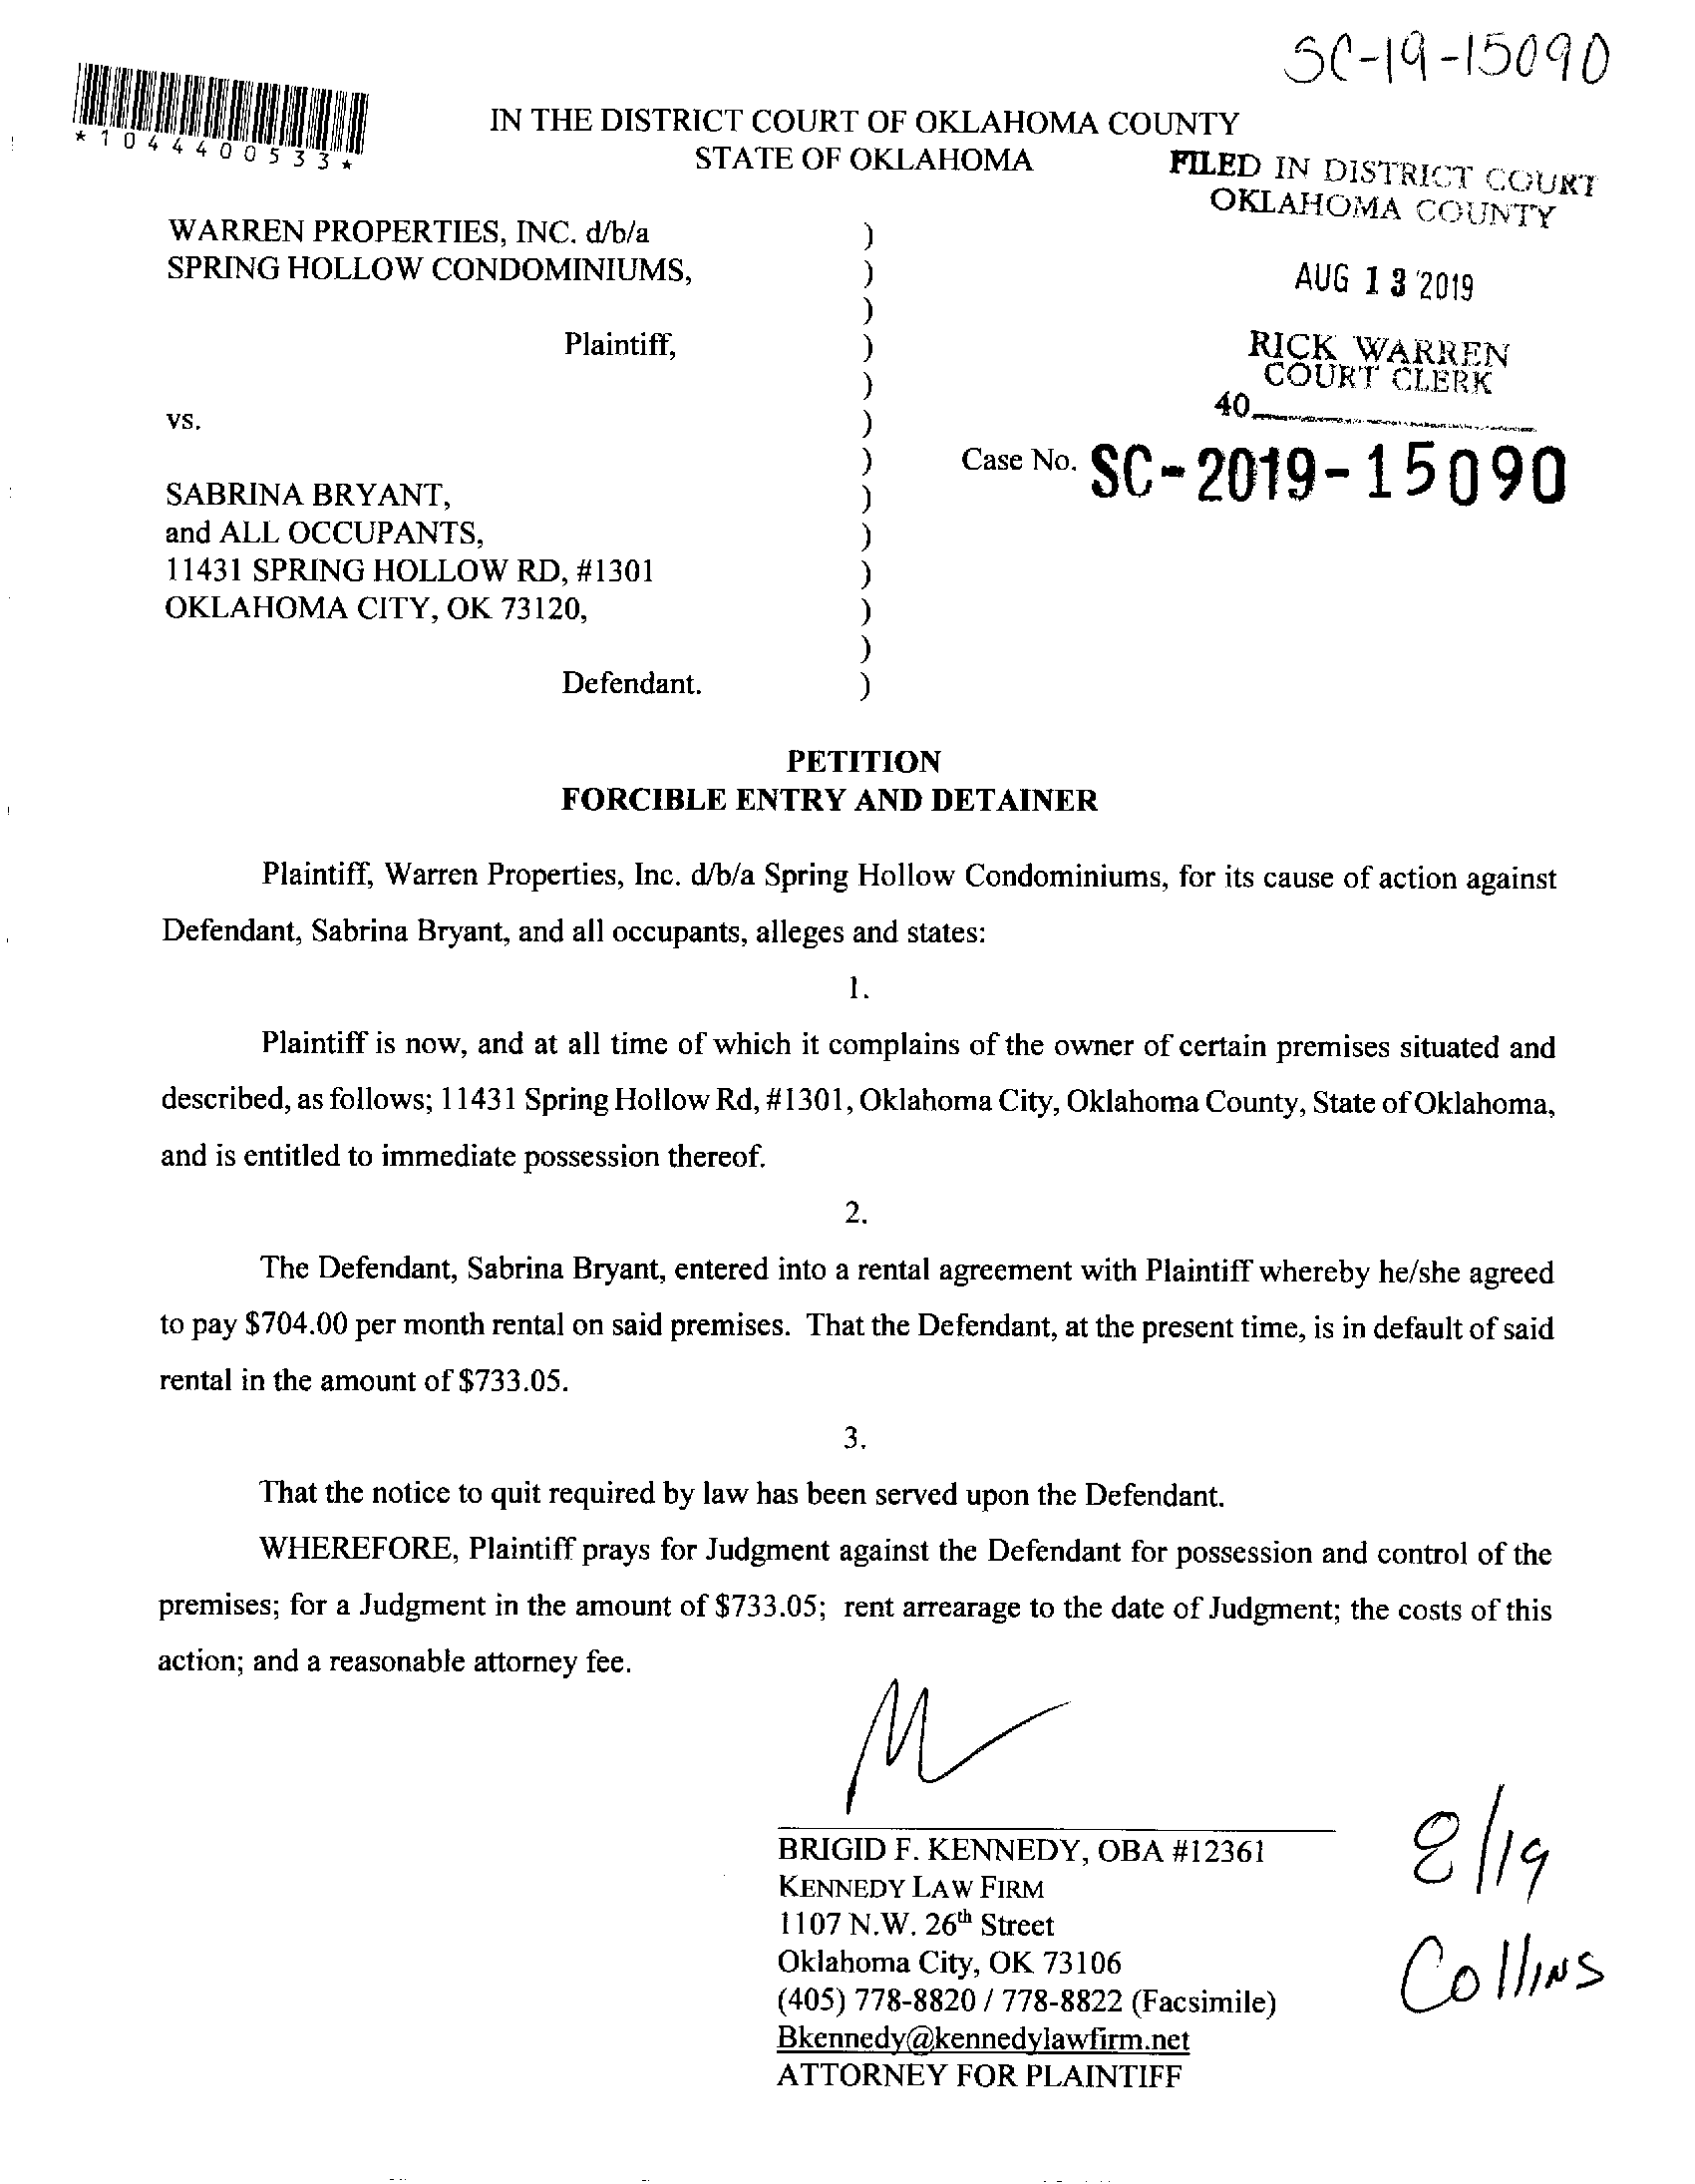 SC-19-15090
*1044400533*
IN THE DISTRICT COURT OF OKLAHOMA COUNTY
STATE OF OKLAHOMA
FILED IN DISTRICT COURT
OKLAHOMA COUNTY
WARREN PROPERTIES, INC. d/b/a
SPRING HOLLOW CONDOMINIUMS,
AUG 13 2019
Plaintiff,
RICK WARREN
COURT CLERK
40
vs.
Case No. SC-2019-15090
SABRINA BRYANT,
and ALL OCCUPANTS,
11431 SPRING HOLLOW RD, #1301
OKLAHOMA CITY, OK 73120,
Defendant.
PETITION
FORCIBLE ENTRY AND DETAINER
Plaintiff, Warren Properties, Inc. d/b/a Spring Hollow Condominiums, for its cause of action against
Defendant, Sabrina Bryant, and all occupants, alleges and states:
1.
Plaintiff is now, and at all time of which it complains of the owner of certain premises situated and
described, as follows; 11431 Spring Hollow Rd, #1301, Oklahoma City, Oklahoma County, State of Oklahoma,
and is entitled to immediate possession thereof.
2.
The Defendant, Sabrina Bryant, entered into a rental agreement with Plaintiff whereby he/she agreed
to pay $704.00 per month rental on said premises. That the Defendant, at the present time, is in default of said
rental in the amount of $733.05.
3.
That the notice to quit required by law has been served upon the Defendant.
WHEREFORE, Plaintiff prays for Judgment against the Defendant for possession and control of the
premises; for a Judgment in the amount of $733.05; rent arrearage to the date of Judgment; the costs of this
action; and a reasonable attorney fee.
BRIGID F. KENNEDY, OBA #12361
KENNEDY LAW FIRM
1107 N.W. 26th Street
Oklahoma City, OK 73106
(405) 778-8820 / 778-8822 (Facsimile)
Bkennedy@kennedylawfirm.net
ATTORNEY FOR PLAINTIFF
8/19
Collins